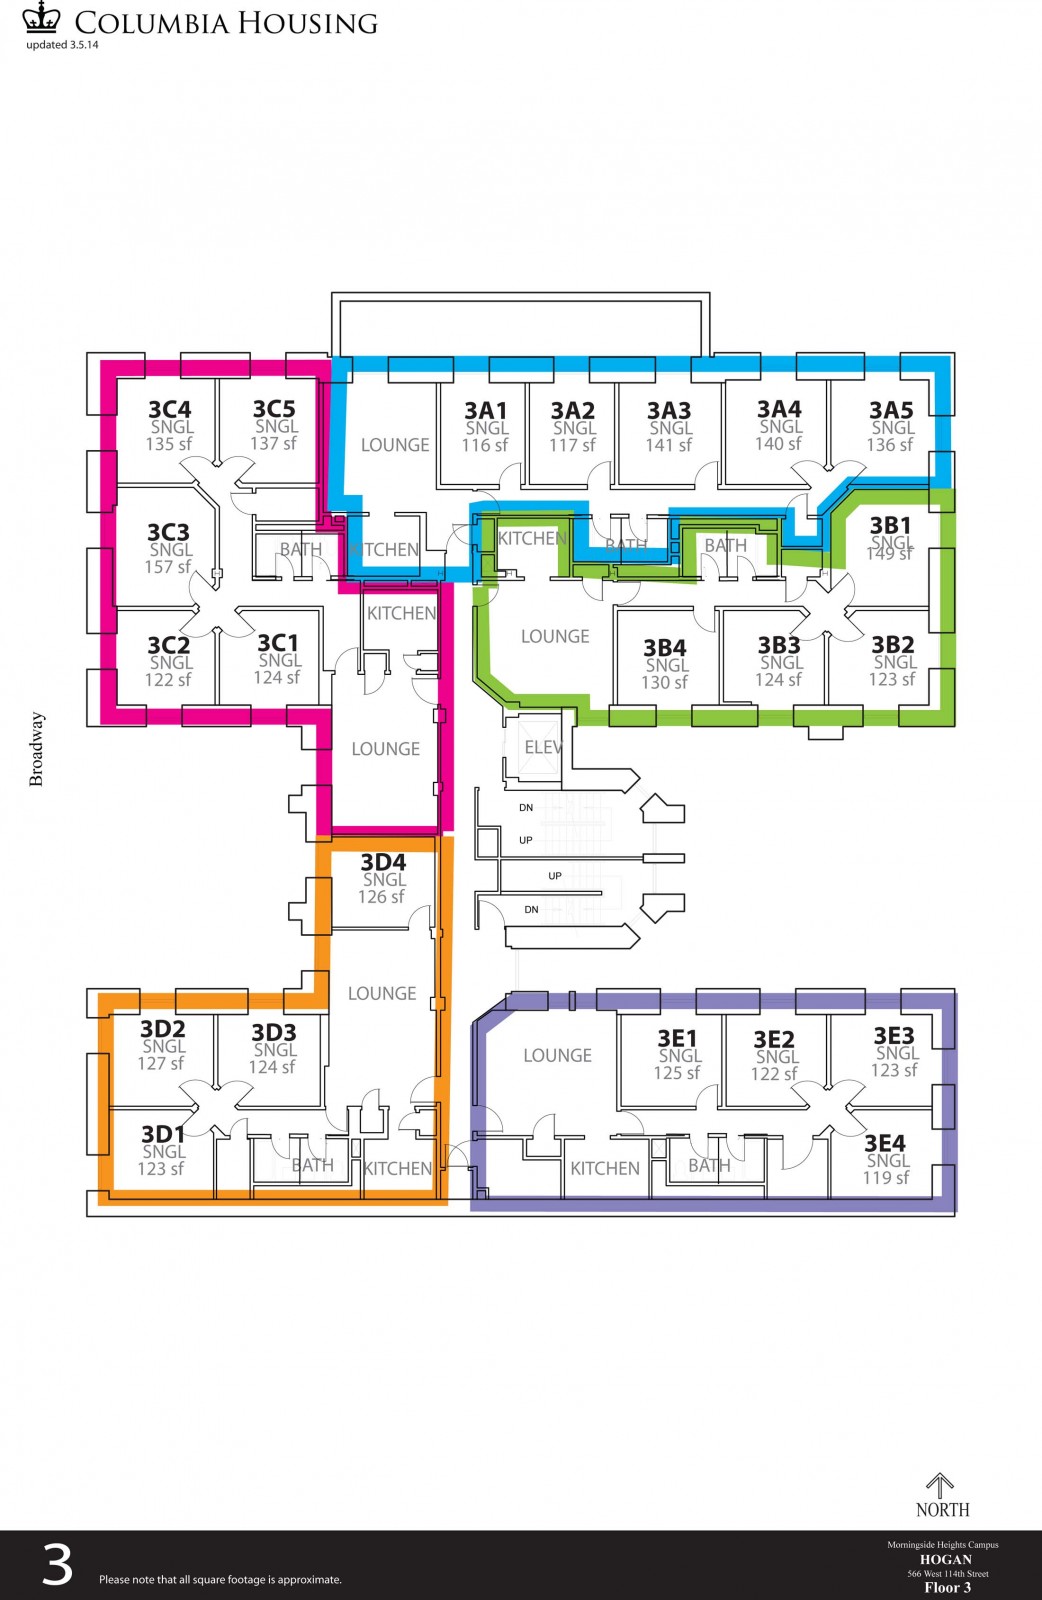 COLUMBIA HOUSING
updated 3.5.14
3C4
SNGL
135 sf
3C5
SNGL
137 sf
LOUNGE
3A1
SNGL
116 sf
3A2
SNGL
117 sf
3A3
SNGL
141 sf
3A4
SNGL
140 sf
3A5
SNGL
136 sf
3C3
SNGL
157 sf
BATH
KITCHEN
KITCHEN
BATH
BATH
3B1
SNGL
149 sf
3C2
SNGL
122 sf
3C1
SNGL
124 sf
KITCHEN
LOUNGE
3B4
SNGL
130 sf
3B3
SNGL
124 sf
3B2
SNGL
123 sf
Broadway
LOUNGE
ELEV
DN
UP
UP
DN
3D4
SNGL
126 sf
LOUNGE
3D2
SNGL
127 sf
3D3
SNGL
124 sf
LOUNGE
3E1
SNGL
125 sf
3E2
SNGL
122 sf
3E3
SNGL
123 sf
3D1
SNGL
123 sf
BATH
KITCHEN
KITCHEN
BATH
3E4
SNGL
119 sf
NORTH
3
Please note that all square footage is approximate.
Morningside Heights Campus
HOGAN
566 West 114th Street
Floor 3